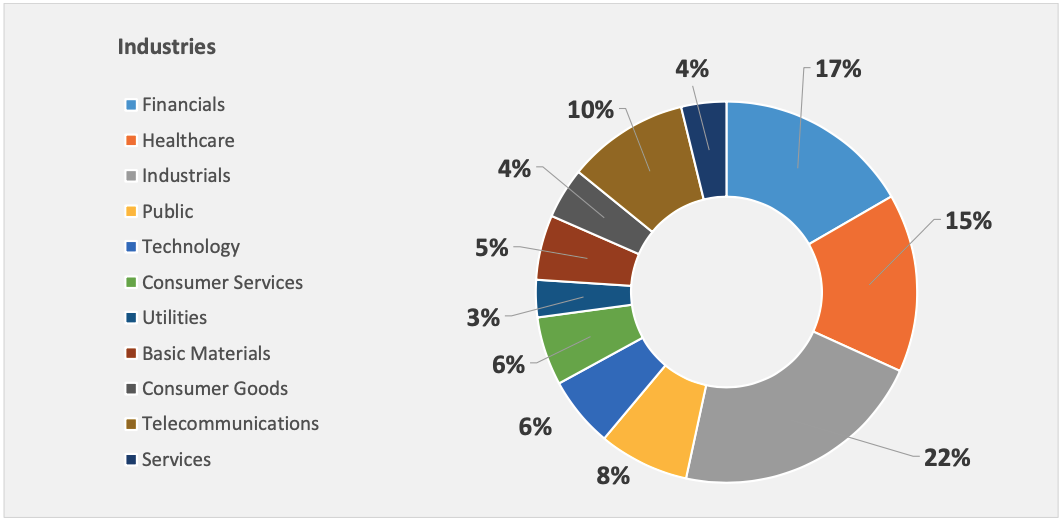 Industries
Financials
Healthcare
Industrials
Public
Technology
Consumer Services
Utilities
Basic Materials
Consumer Goods
Telecommunications
Services
17%
15%
22%
8%
6%
6%
3%
5%
4%
10%
4%